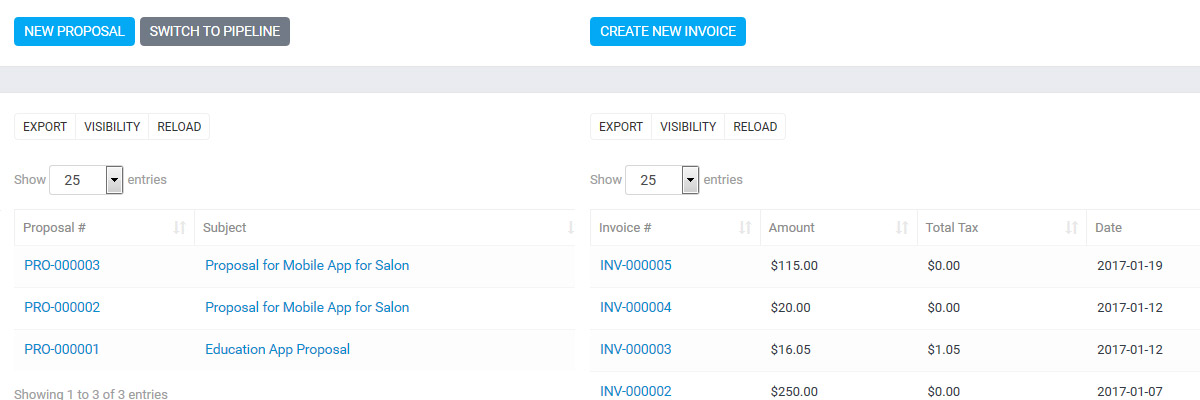 NEW PROPOSAL SWITCH TO PIPELINE
EXPORT VISIBILITY RELOAD
Show 25 entries
Proposal # Subject
PRO-000003 Proposal for Mobile App for Salon
PRO-000002 Proposal for Mobile App for Salon
PRO-000001 Education App Proposal
Showing 1 to 3 of 3 entries
CREATE NEW INVOICE
EXPORT VISIBILITY RELOAD
Show 25 entries
Invoice # Amount Total Tax Date
INV-000005 $115.00 $0.00 2017-01-19
INV-000004 $20.00 $0.00 2017-01-12
INV-000003 $16.05 $1.05 2017-01-12
INV-000002 $250.00 $0.00 2017-01-07